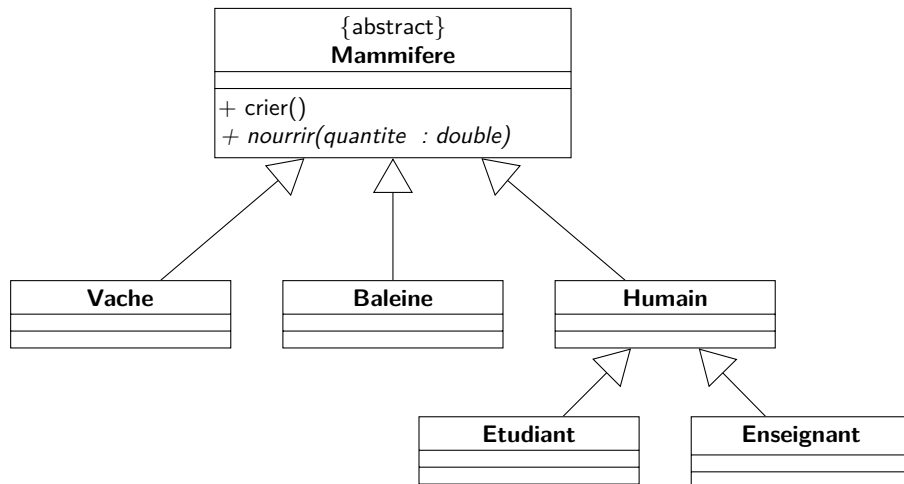 {abstract}
Mammifere
+ crier()
+ nourrir(quantite : double)
Vache
Baleine
Humain
Etudiant
Enseignant